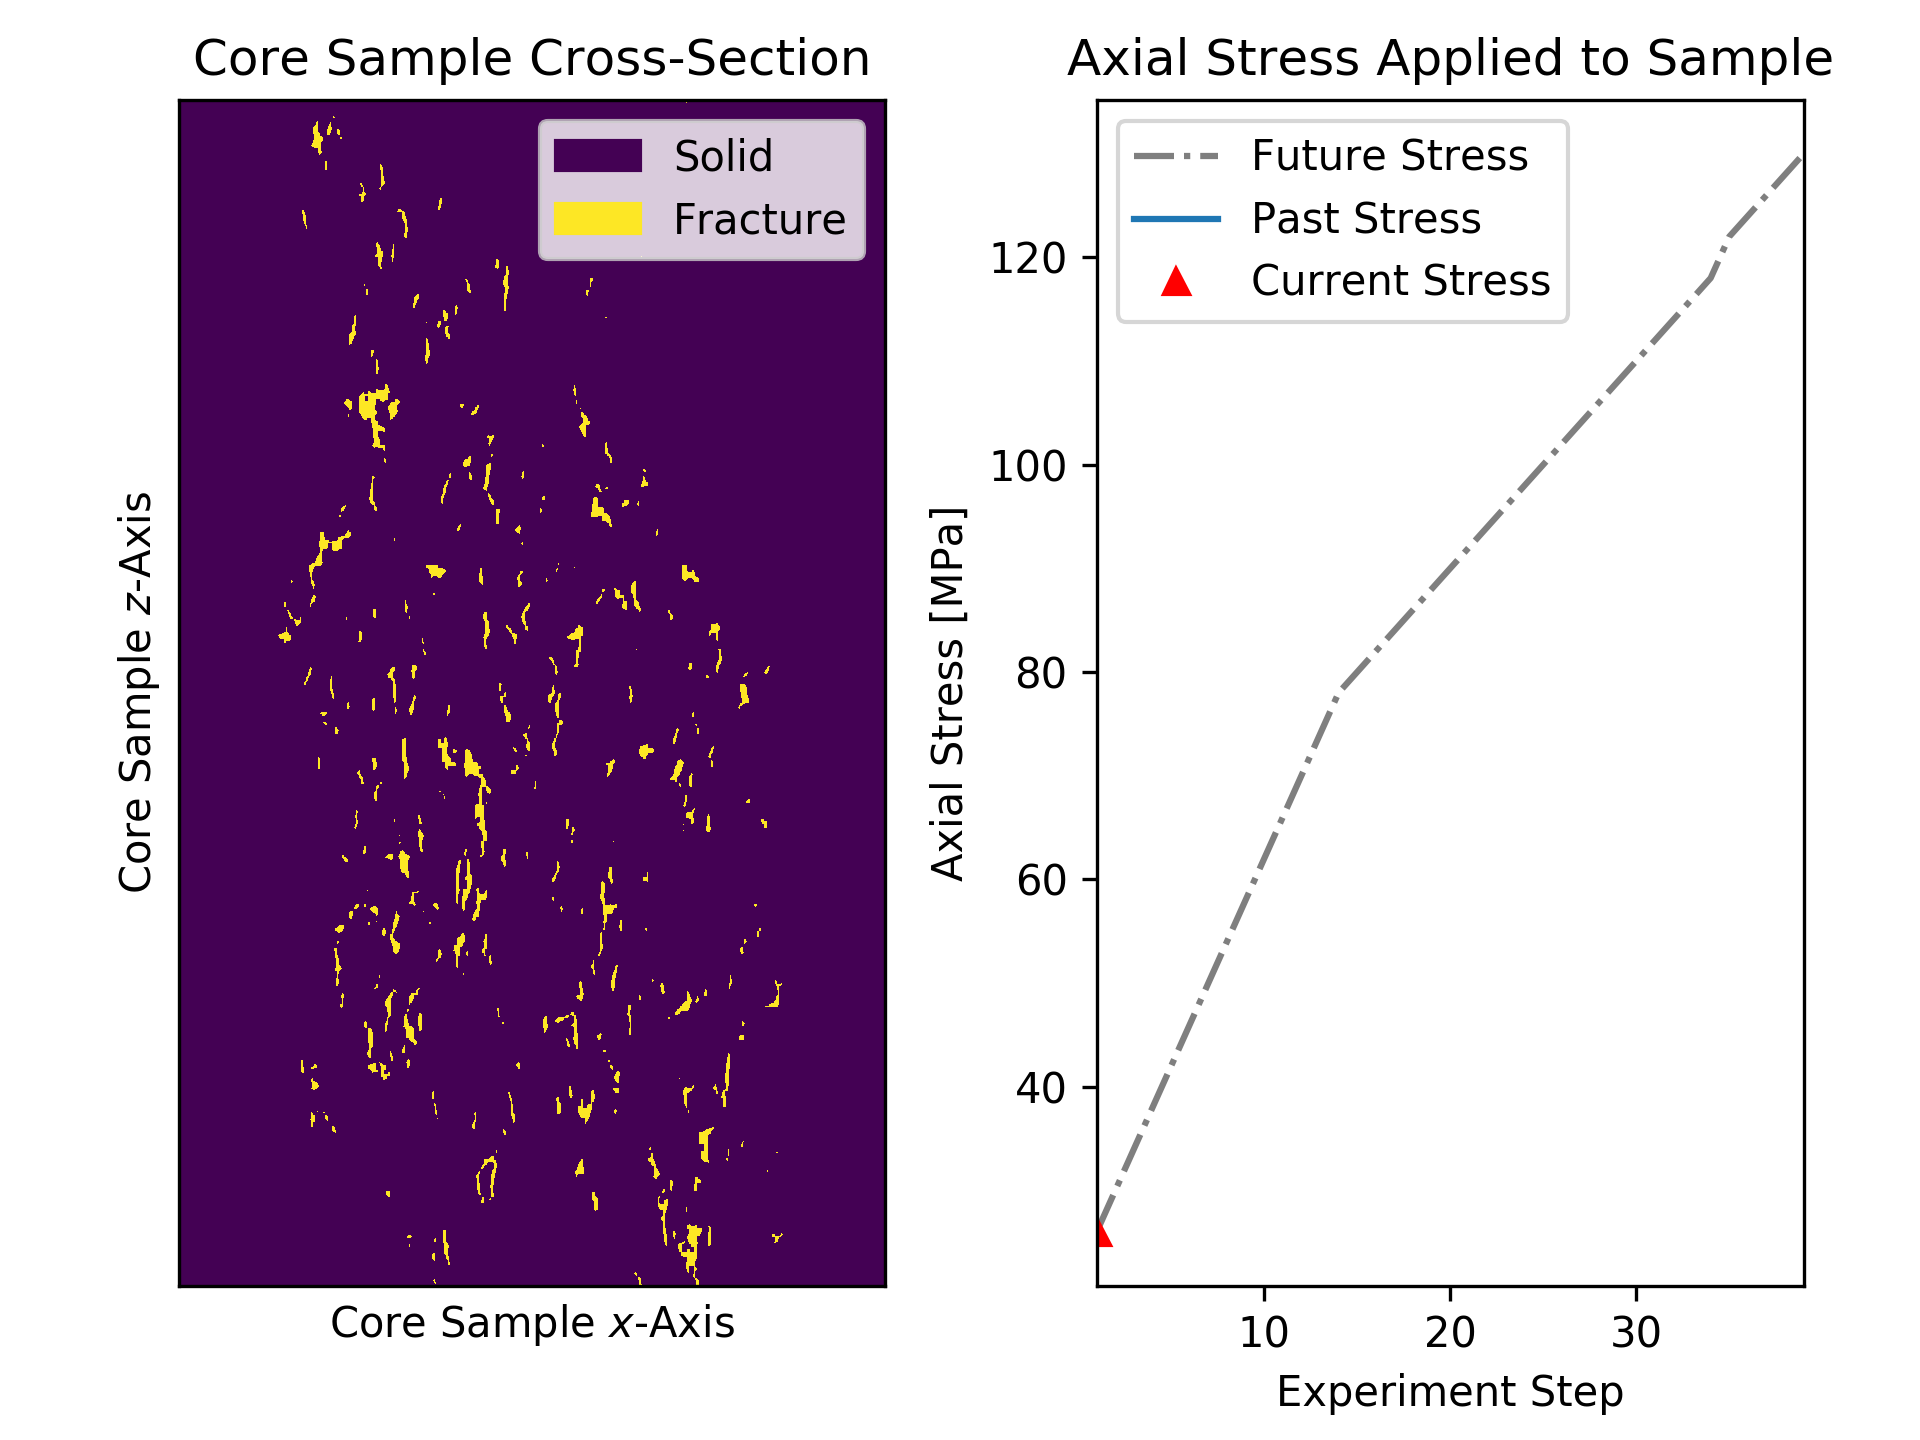 Core Sample Cross-Section
Solid
Fracture
Core Sample z-Axis
Core Sample x-Axis
Axial Stress Applied to Sample
Future Stress
Past Stress
Current Stress
120
100
80
60
40
Axial Stress [MPa]
10 20 30
Experiment Step